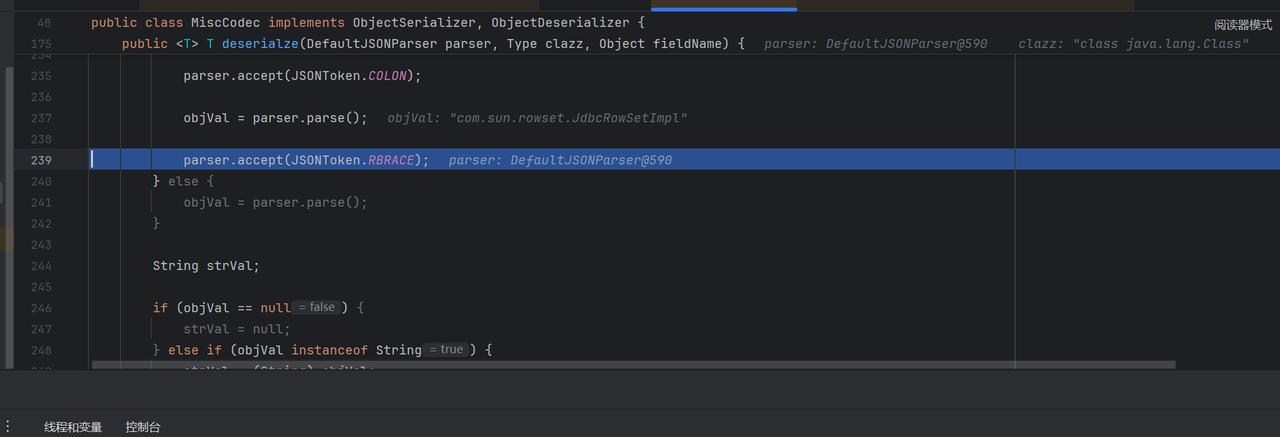 48 public class MiscCodec implements ObjectSerializer, ObjectDeserializer {
阅读器模式
175 public <T> T deserialze(DefaultJSONParser parser, Type clazz, Object fieldName) { parser: DefaultJSONParser@590 clazz: "class java.lang.Class"
235 parser.accept(JSONToken.COLON);
236
237 objVal = parser.parse(); objVal: "com.sun.rowset.JdbcRowSetImpl"
238
239 parser.accept(JSONToken.RBRACE); parser: DefaultJSONParser@590
240 } else {
241 objVal = parser.parse();
242 }
243
244 String strVal;
245
246 if (objVal == null = false ) {
247 strVal = null;
248 } else if (objVal instanceof String = true ) {
线程和变量 控制台